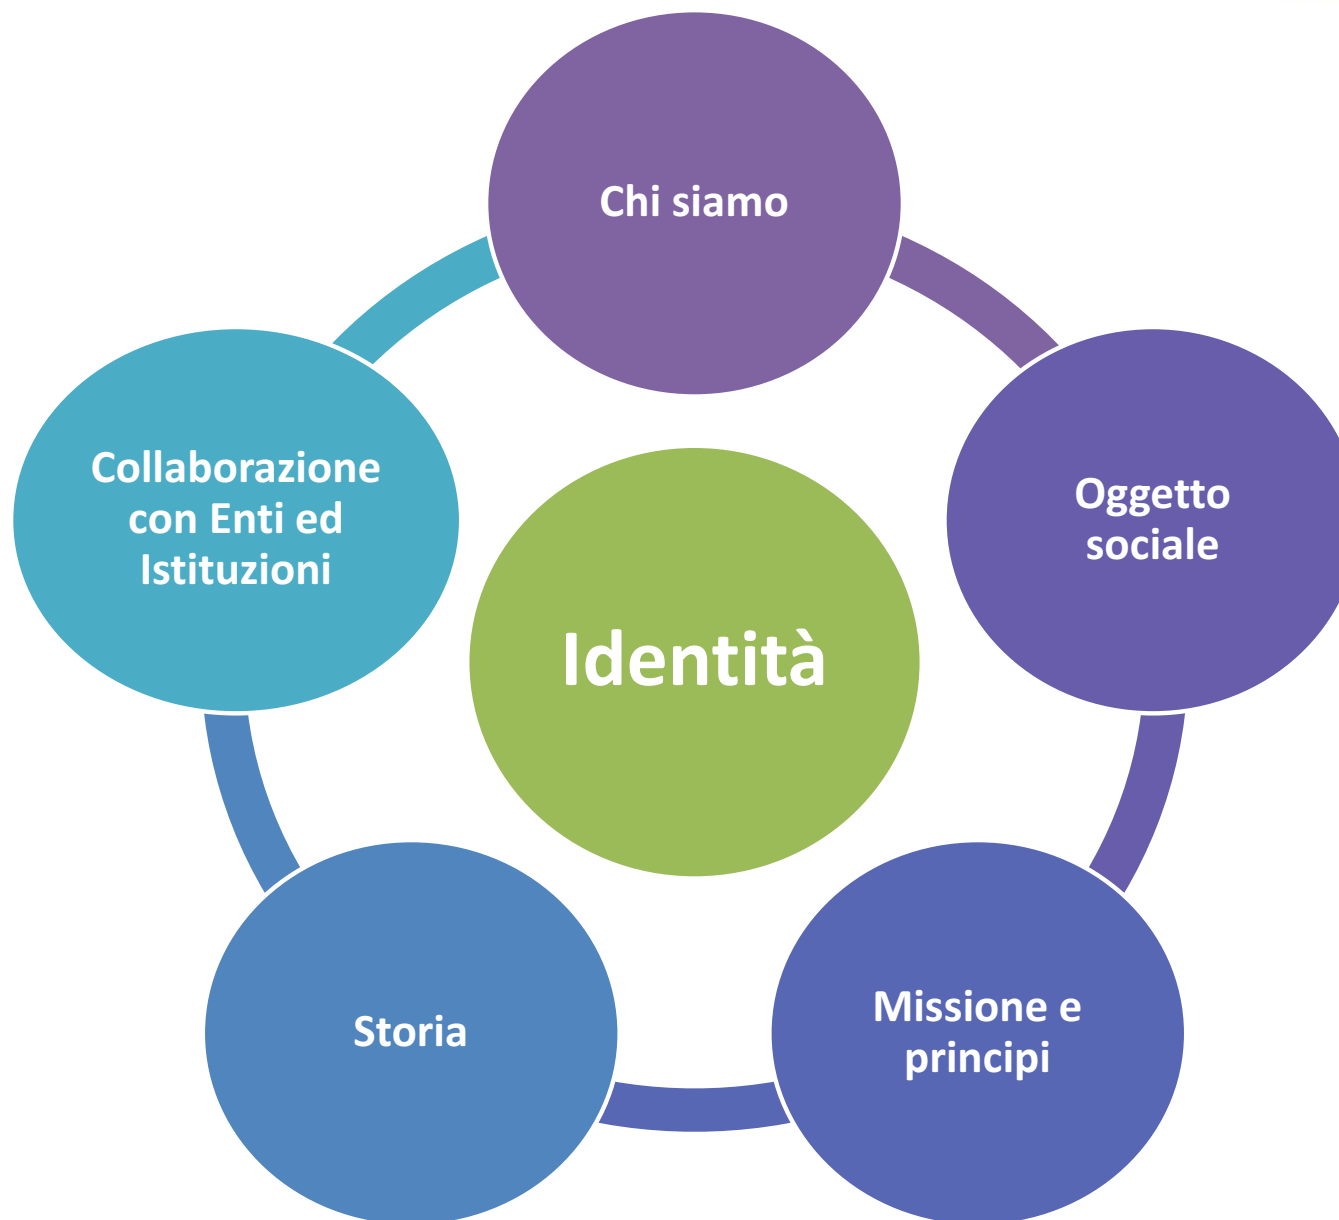 Chi siamo
Oggetto
sociale
Missione e
principi
Storia
Collaborazione
con Enti ed
Istituzioni
Identità